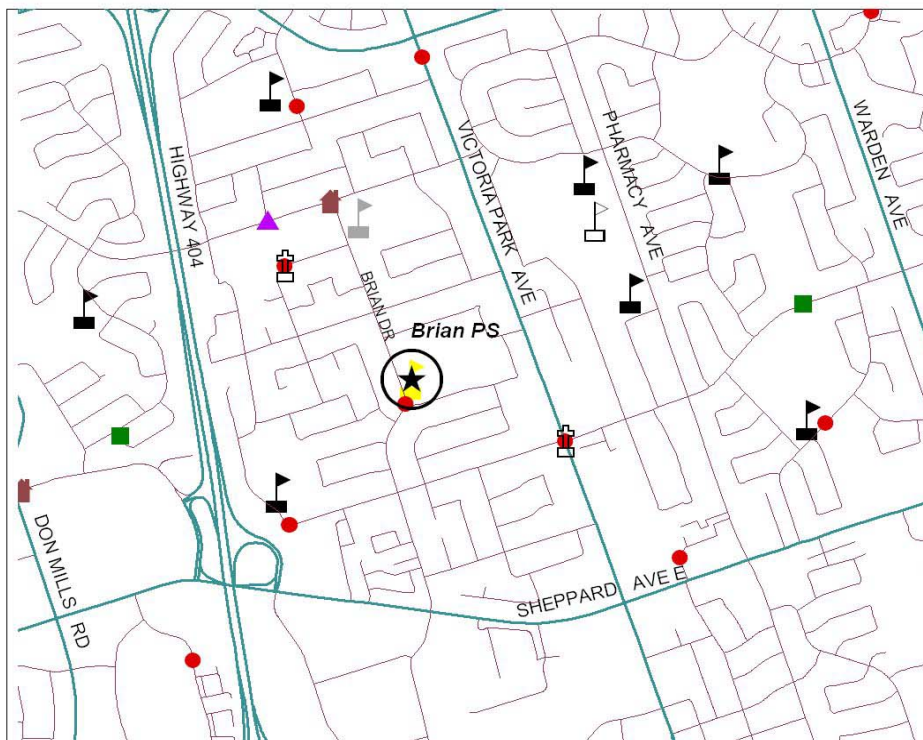 HIGHWAY 404
VICTORIA PARK AVE
PHARMACY AVE
WARDEN AVE
BRIAN DR
Brian PS
DON MILLS RD
SHEPPARD AVE E